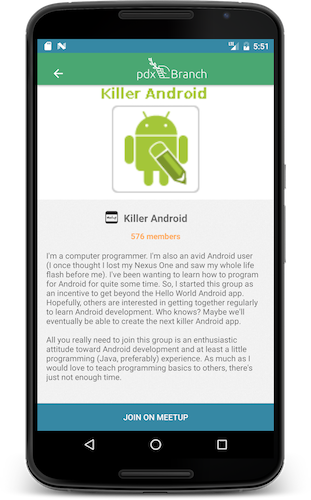 5:51
pdx Branch
Killer Android
Killer Android
576 members
I'm a computer programmer. I'm also an avid Android user
(I once thought I lost my Nexus One and saw my whole life
flash before me). I've been wanting to learn how to program
for Android for quite some time. So, I started this group as
an incentive to get beyond the Hello World Android app.
Hopefully, others are interested in getting together regularly
to learn Android development. Who knows? Maybe we'll
eventually be able to create the next killer Android app.
All you really need to join this group is an enthusiastic
attitude toward Android development and at least a little
programming (Java, preferably) experience. As much as I
would love to teach programming basics to others, there's
just not enough time.
JOIN ON MEETUP